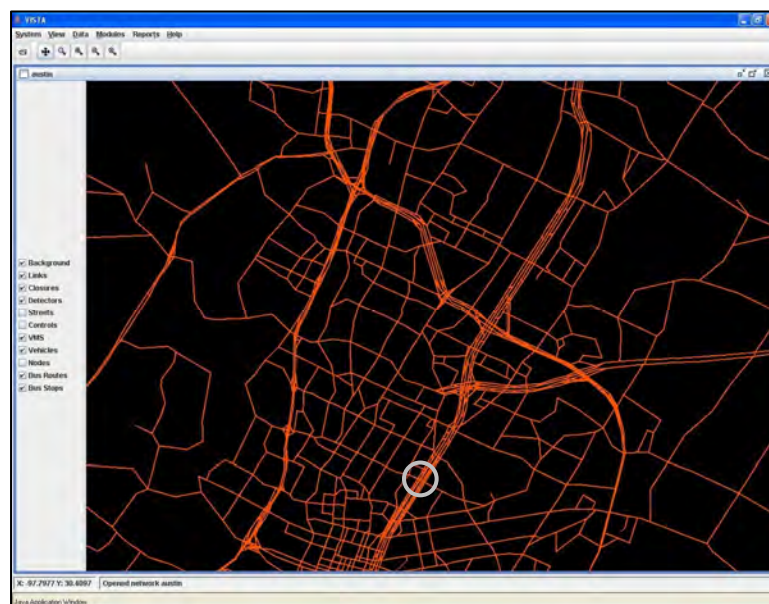 VISTA
System View Data Modules Reports Help
austin
Background
Links
Closures
Detectors
Streets
Controls
VMS
Vehicles
Nodes
Bus Routes
Bus Stops
X: -97.7977 Y: 30.4097 Opened network austin
Java Application Window